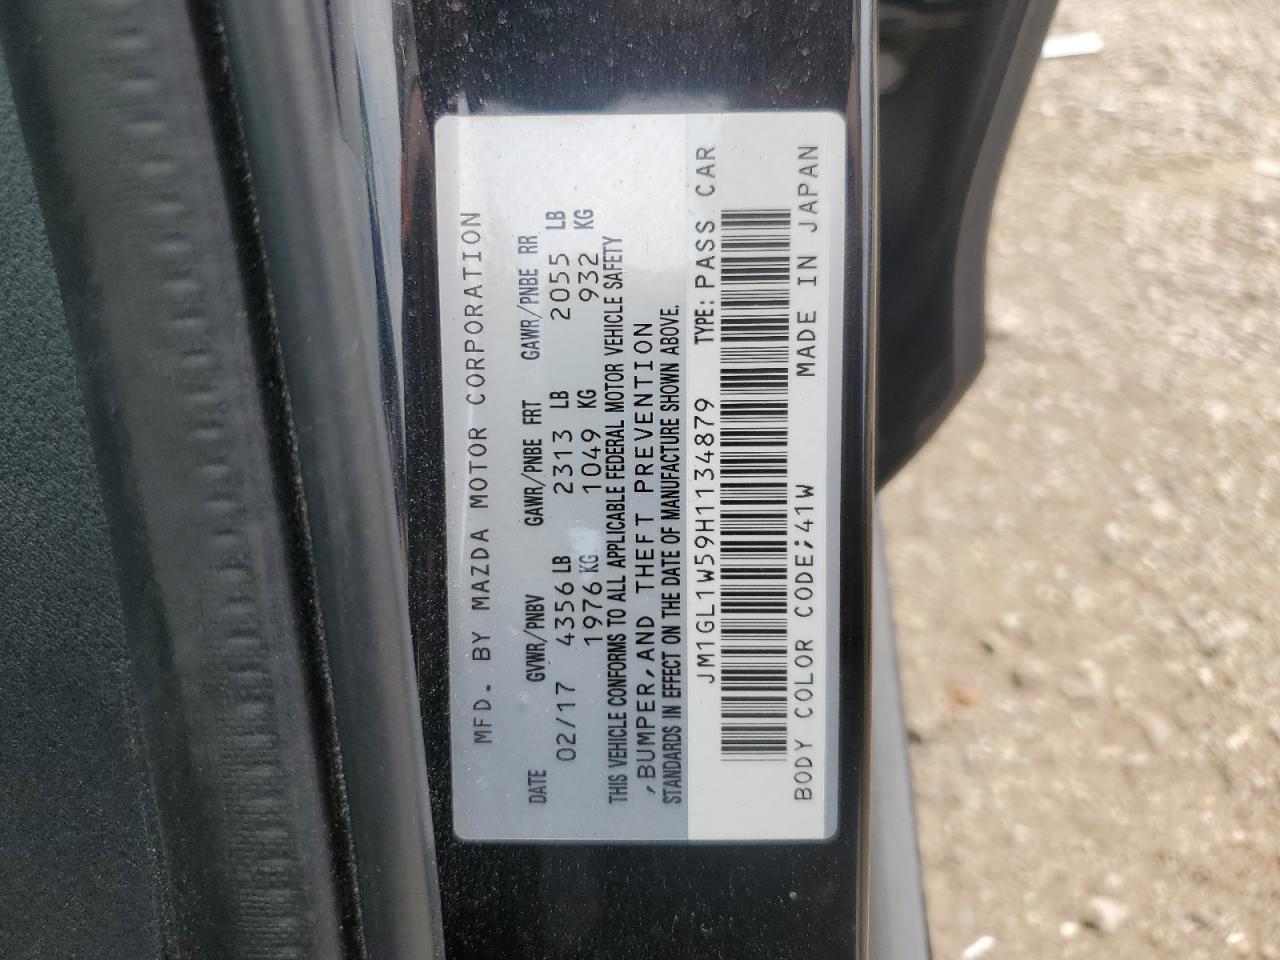 MFD. BY MAZDA MOTOR CORPORATION
DATE GVWR/PNBV GAWR/PNBE FRT GAWR/PNBE RR
02/17 4356 LB 2313 LB 2055 LB
1976 KG 1049 KG 932 KG
THIS VEHICLE CONFORMS TO ALL APPLICABLE FEDERAL MOTOR VEHICLE SAFETY
,BUMPER,AND THEFT PREVENTION
STANDARDS IN EFFECT ON THE DATE OF MANUFACTURE SHOWN ABOVE.
JM1GL1W59H1134879 TYPE: PASS CAR
BODY COLOR CODE;41W MADE IN JAPAN